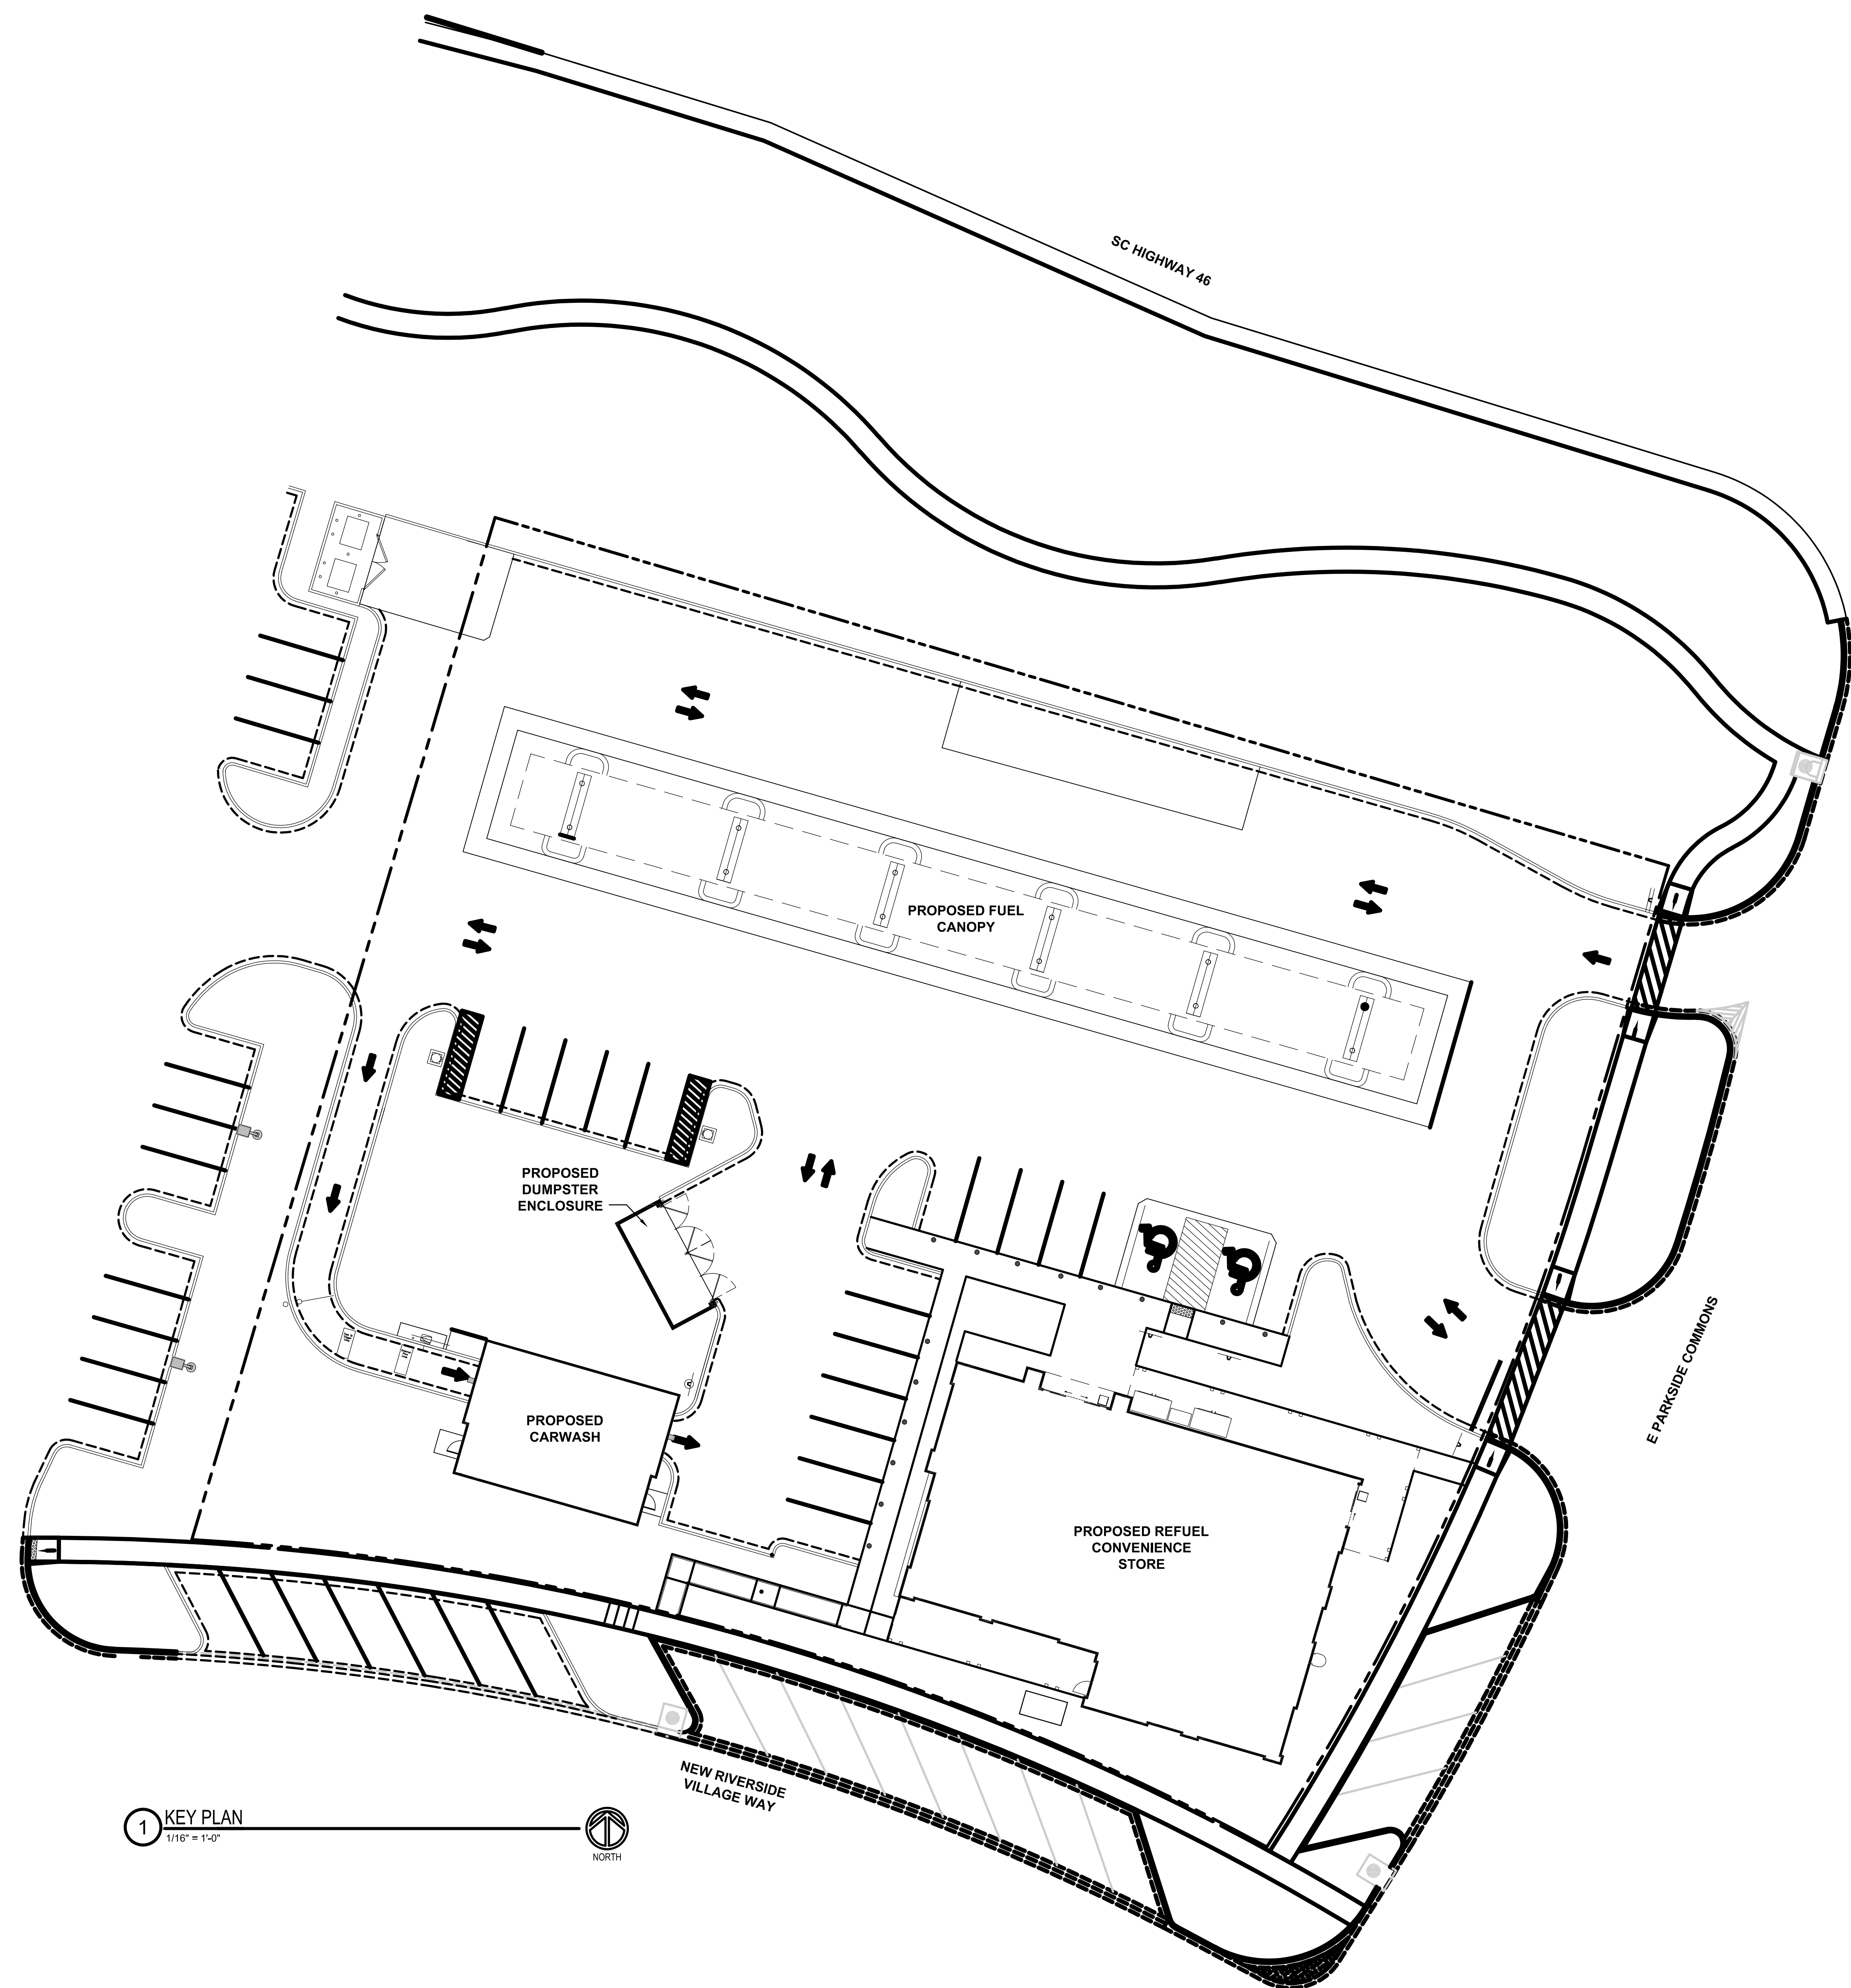 SC HIGHWAY 46
PROPOSED FUEL
CANOPY
PROPOSED
DUMPSTER
ENCLOSURE
E PARKSIDE COMMONS
PROPOSED
CARWASH
PROPOSED REFUEL
CONVENIENCE
STORE
NEW RIVERSIDE
VILLAGE WAY
1
KEY PLAN
1/16" = 1'-0"
NORTH